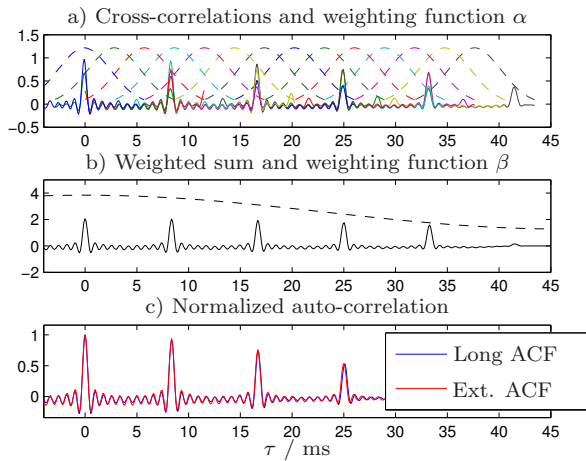 a) Cross-correlations and weighting function α
1.5
1
0.5
0
−0.5
0 5 10 15 20 25 30 35 40 45
b) Weighted sum and weighting function β
4
2
0
−2
0 5 10 15 20 25 30 35 40 45
c) Normalized auto-correlation
1
0.5
0
Long ACF
Ext. ACF
0 5 10 15 20 25 30 35 40 45
τ / ms